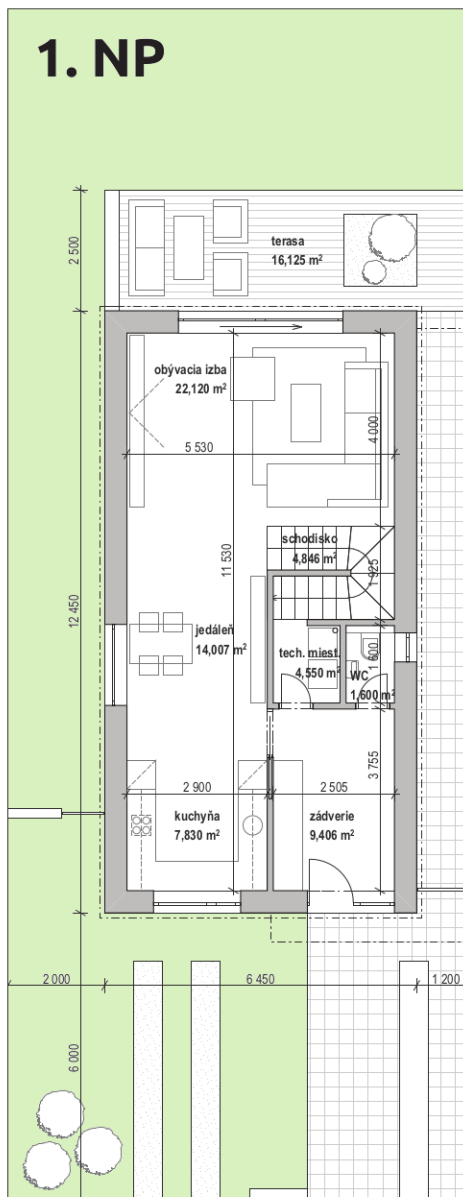 1. NP
2 500
terasa
16,125 m²
obývacia izba
22,120 m²
4 000
5 530
schodisko
4,846 m²
11 530
1 925
12 450
jedáleň
14,007 m²
tech. miest.
4,550 m²
1 600
WC
1,600 m²
3 755
2 900
2 505
kuchyňa
7,830 m²
zádverie
9,406 m²
2 000
6 450
1 200
6 000